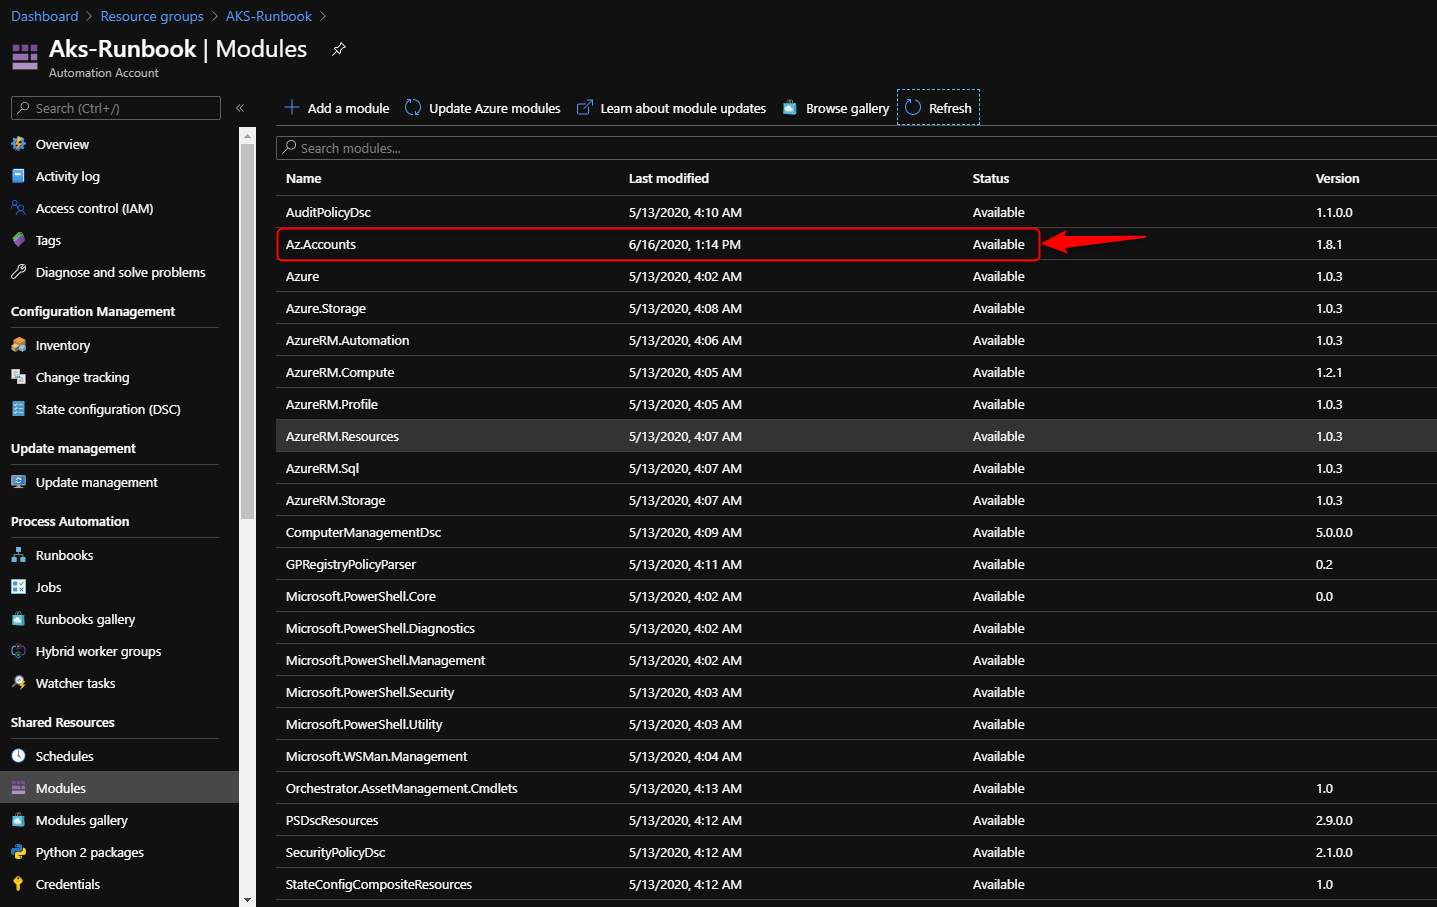 Dashboard > Resource groups > AKS-Runbook >
Aks-Runbook | Modules
Automation Account
Search (Ctrl+/) «
Overview
Activity log
Access control (IAM)
Tags
Diagnose and solve problems
Configuration Management
Inventory
Change tracking
State configuration (DSC)
Update management
Update management
Process Automation
Runbooks
Jobs
Runbooks gallery
Hybrid worker groups
Watcher tasks
Shared Resources
Schedules
Modules
Modules gallery
Python 2 packages
Credentials
Add a module Update Azure modules Learn about module updates Browse gallery Refresh
Search modules...
Name Last modified Status Version
AuditPolicyDsc 5/13/2020, 4:10 AM Available 1.1.0.0
Az.Accounts 6/16/2020, 1:14 PM Available 1.8.1
Azure 5/13/2020, 4:02 AM Available 1.0.3
Azure.Storage 5/13/2020, 4:08 AM Available 1.0.3
AzureRM.Automation 5/13/2020, 4:06 AM Available 1.0.3
AzureRM.Compute 5/13/2020, 4:05 AM Available 1.2.1
AzureRM.Profile 5/13/2020, 4:05 AM Available 1.0.3
AzureRM.Resources 5/13/2020, 4:07 AM Available 1.0.3
AzureRM.Sql 5/13/2020, 4:07 AM Available 1.0.3
AzureRM.Storage 5/13/2020, 4:07 AM Available 1.0.3
ComputerManagementDsc 5/13/2020, 4:09 AM Available 5.0.0.0
GPRegistryPolicyParser 5/13/2020, 4:11 AM Available 0.2
Microsoft.PowerShell.Core 5/13/2020, 4:02 AM Available 0.0
Microsoft.PowerShell.Diagnostics 5/13/2020, 4:02 AM Available
Microsoft.PowerShell.Management 5/13/2020, 4:02 AM Available
Microsoft.PowerShell.Security 5/13/2020, 4:03 AM Available
Microsoft.PowerShell.Utility 5/13/2020, 4:03 AM Available
Microsoft.WSMan.Management 5/13/2020, 4:04 AM Available
Orchestrator.AssetManagement.Cmdlets 5/13/2020, 4:13 AM Available 1.0
PSDscResources 5/13/2020, 4:12 AM Available 2.9.0.0
SecurityPolicyDsc 5/13/2020, 4:12 AM Available 2.1.0.0
StateConfigCompositeResources 5/13/2020, 4:12 AM Available 1.0